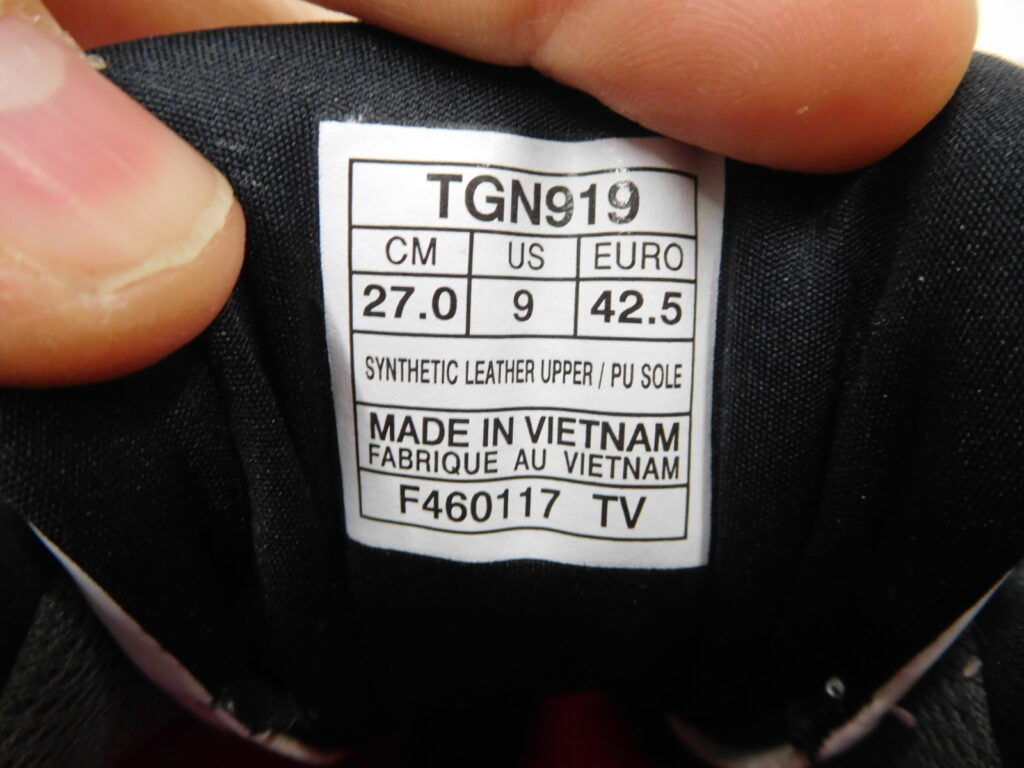 TGN919
CM US EURO
27.0 9 42.5
SYNTHETIC LEATHER UPPER / PU SOLE
MADE IN VIETNAM
FABRIQUE AU VIETNAM
F460117 TV